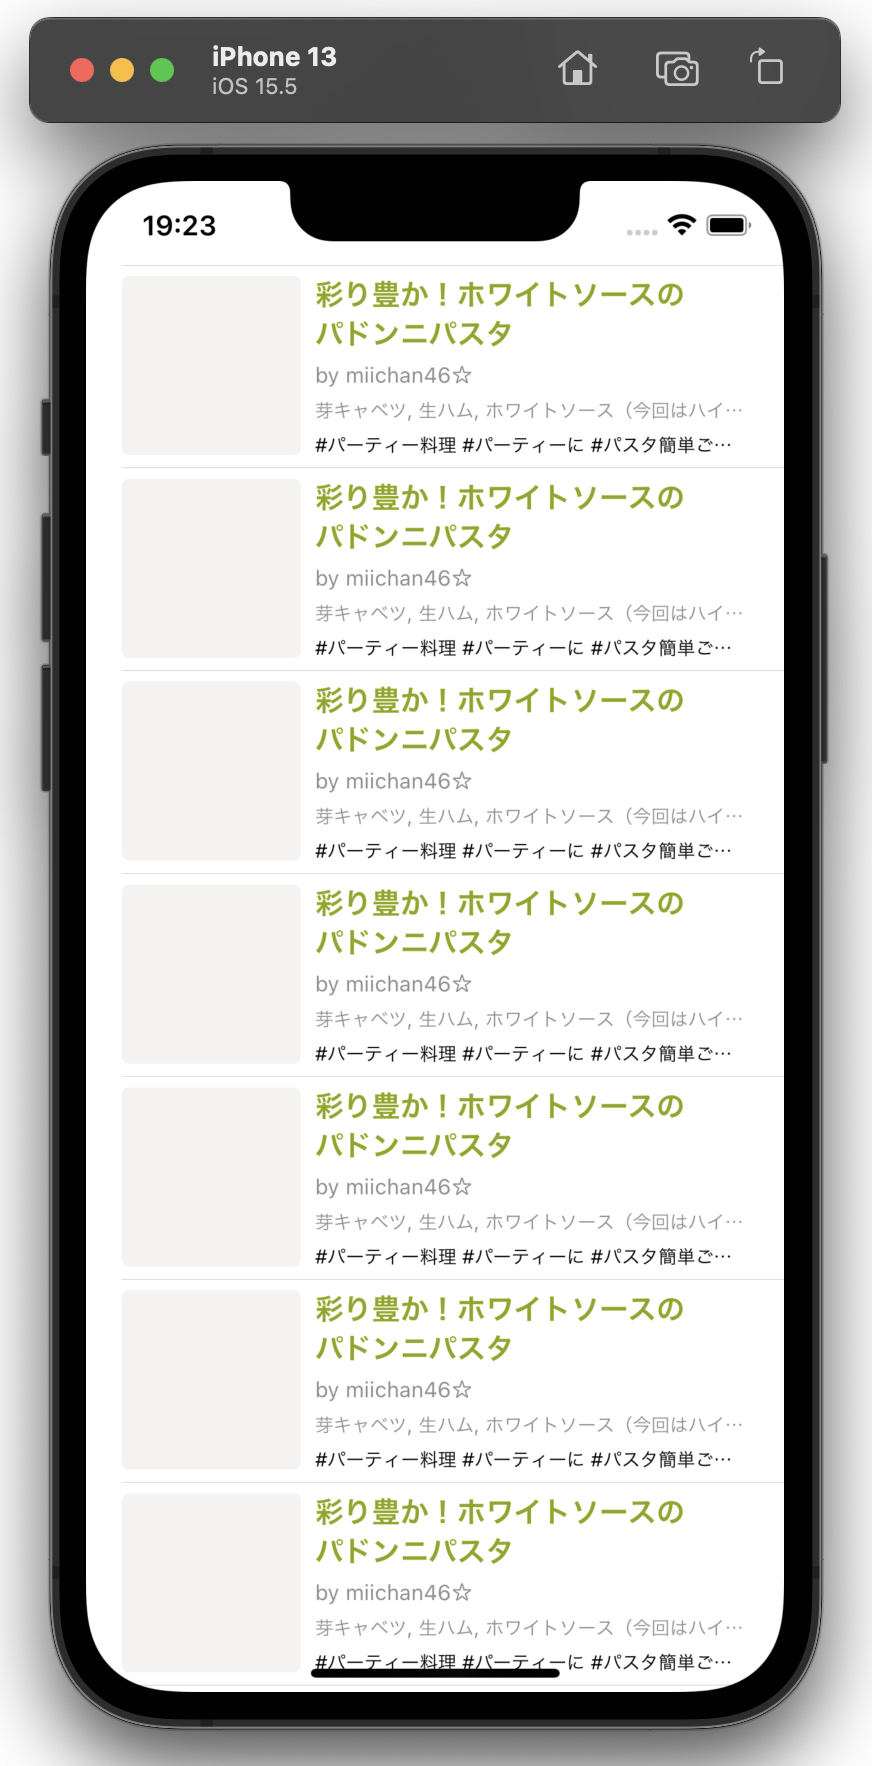 iPhone 13
iOS 15.5
19:23
彩り豊か！ホワイトソースの
パドンニパスタ
by miichan46☆
芽キャベツ, 生ハム, ホワイトソース（今回はハイ…
#パーティー料理 #パーティーに #パスタ簡単ご…
彩り豊か！ホワイトソースの
パドンニパスタ
by miichan46☆
芽キャベツ, 生ハム, ホワイトソース（今回はハイ…
#パーティー料理 #パーティーに #パスタ簡単ご…
彩り豊か！ホワイトソースの
パドンニパスタ
by miichan46☆
芽キャベツ, 生ハム, ホワイトソース（今回はハイ…
#パーティー料理 #パーティーに #パスタ簡単ご…
彩り豊か！ホワイトソースの
パドンニパスタ
by miichan46☆
芽キャベツ, 生ハム, ホワイトソース（今回はハイ…
#パーティー料理 #パーティーに #パスタ簡単ご…
彩り豊か！ホワイトソースの
パドンニパスタ
by miichan46☆
芽キャベツ, 生ハム, ホワイトソース（今回はハイ…
#パーティー料理 #パーティーに #パスタ簡単ご…
彩り豊か！ホワイトソースの
パドンニパスタ
by miichan46☆
芽キャベツ, 生ハム, ホワイトソース（今回はハイ…
#パーティー料理 #パーティーに #パスタ簡単ご…
彩り豊か！ホワイトソースの
パドンニパスタ
by miichan46☆
芽キャベツ, 生ハム, ホワイトソース（今回はハイ…
#パーティー料理 #パーティーに #パスタ簡単ご…